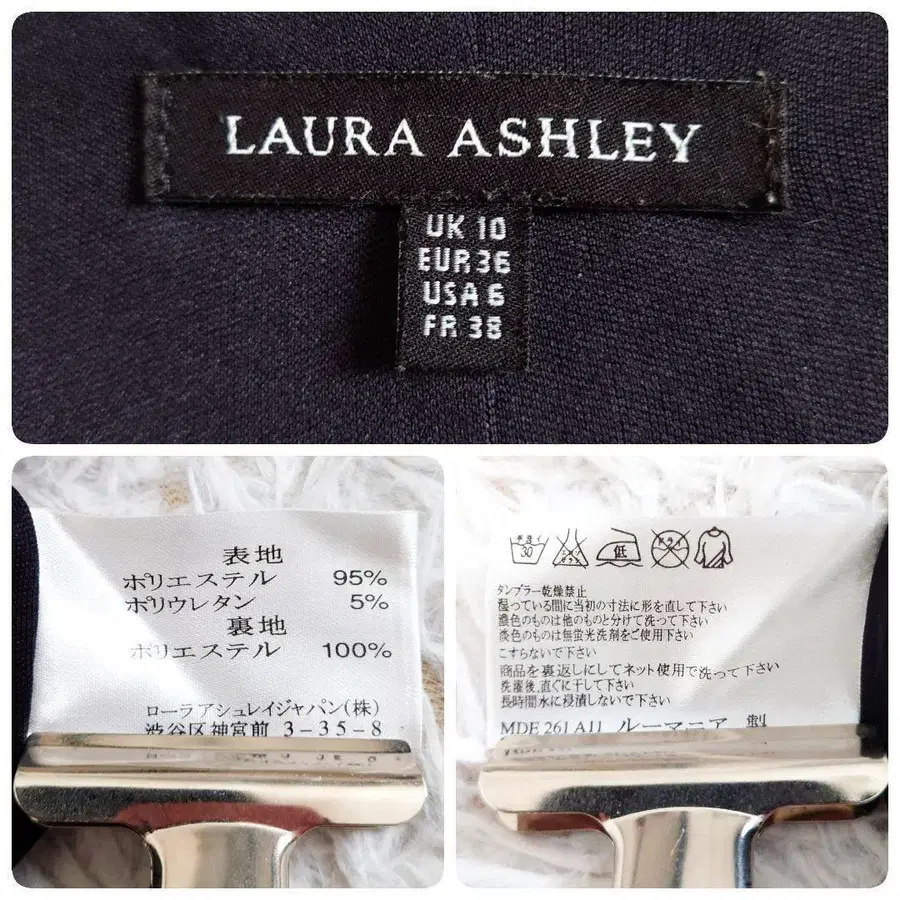 LAURA ASHLEY
UK 10
EUR 36
USA 6
FR 38
表地
ポリエステル 95%
ポリウレタン 5%
裏地
ポリエステル 100%
ローラアシュレイジャパン(株)
渋谷区神宮前 3-35-8
手洗イ
30
低
ドライ
タンブラー乾燥禁止
湿っている間に当初の寸法に形を直して下さい
濃色のものは他のものと分けて洗って下さい
淡色のものは無蛍光洗剤をご使用下さい
こすらないで下さい
商品を裏返しにしてネット使用で洗って下さい
洗濯後,直ぐに干して下さい
長時間水に浸漬しないで下さい
MDE 261 A11 ルーマニア 製